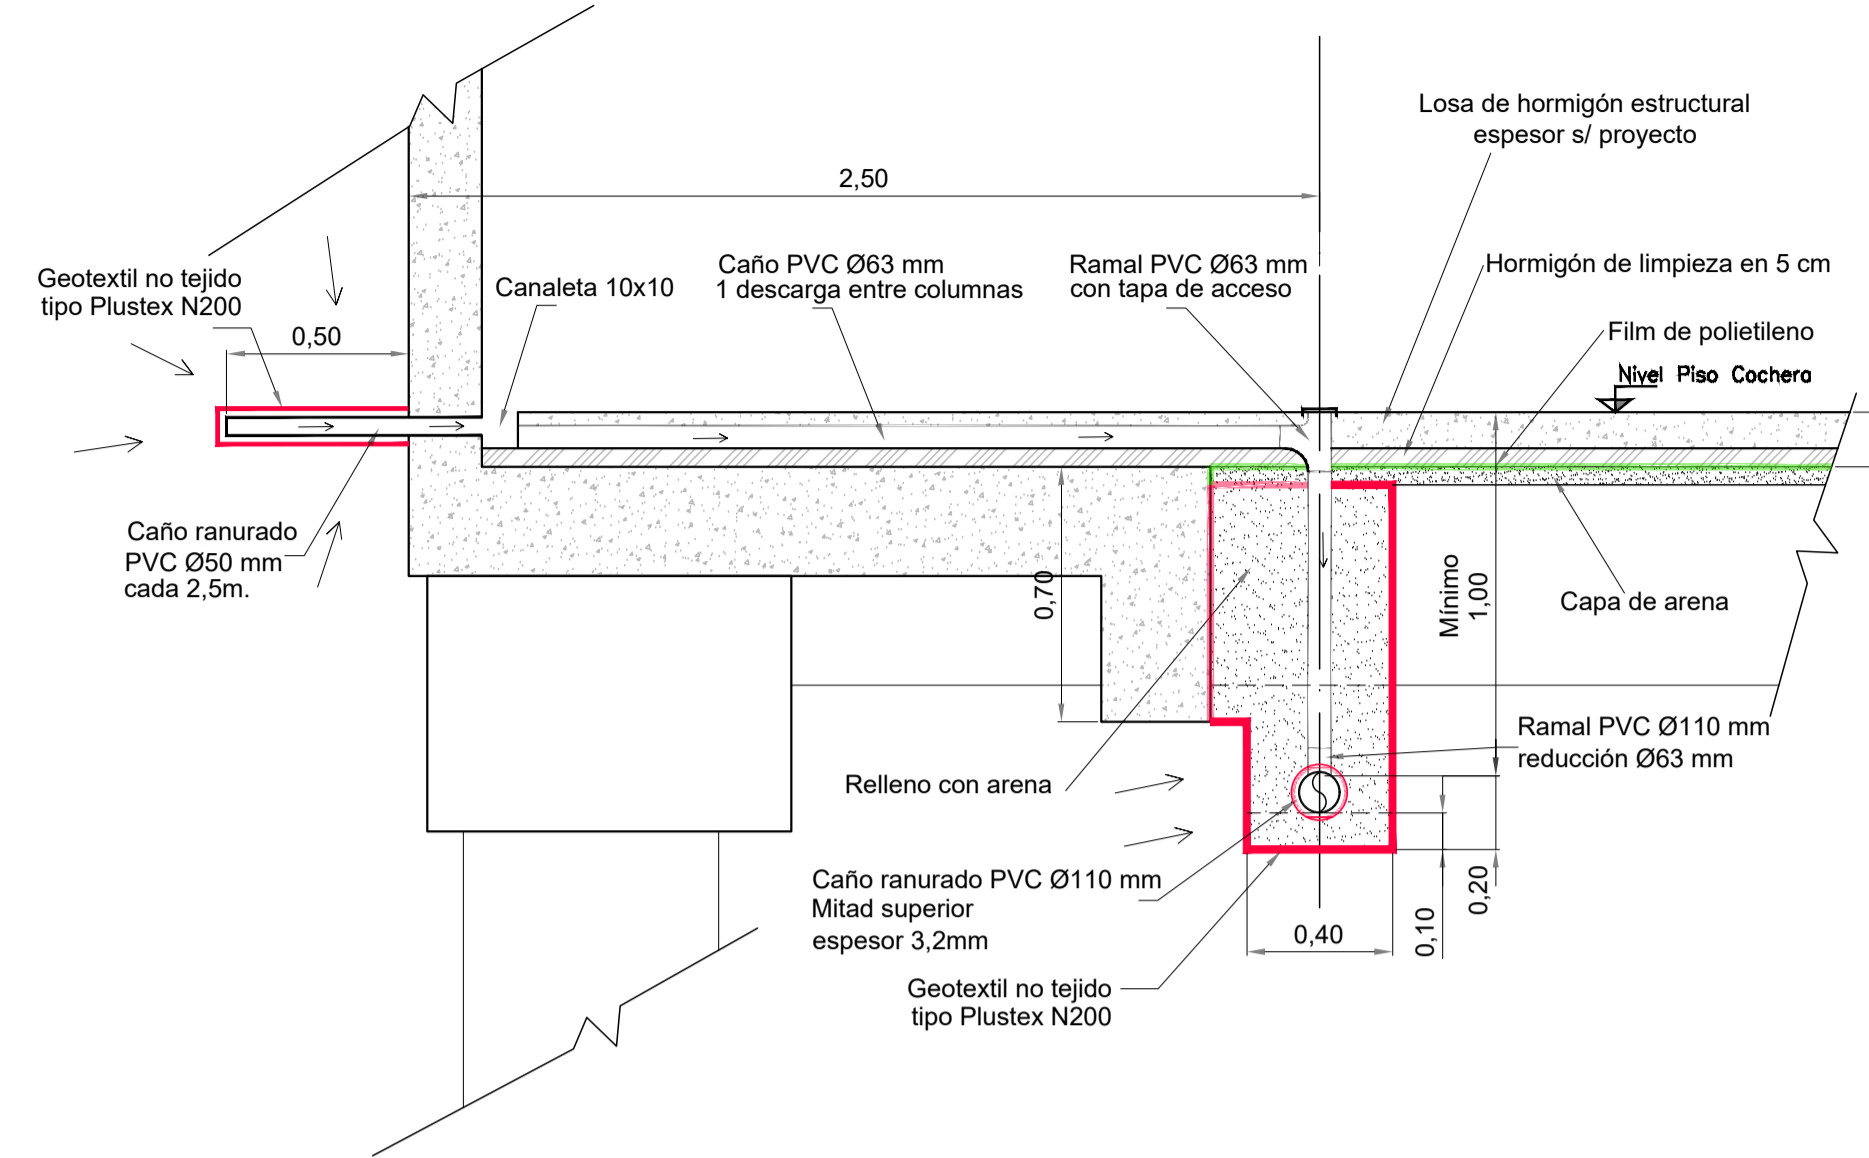 Losa de hormigón estructural
espesor s/ proyecto
2,50
Geotextil no tejido
tipo Plustex N200
0,50
Canaleta 10x10
Caño PVC Ø63 mm
1 descarga entre columnas
Ramal PVC Ø63 mm
con tapa de acceso
Hormigón de limpieza en 5 cm
Film de polietileno
Nivel Piso Cochera
Caño ranurado
PVC Ø50 mm
cada 2,5m.
0,70
Mínimo
1,00
Capa de arena
Ramal PVC Ø110 mm
reducción Ø63 mm
Relleno con arena
Caño ranurado PVC Ø110 mm
Mitad superior
espesor 3,2mm
0,40
0,10
0,20
Geotextil no tejido
tipo Plustex N200